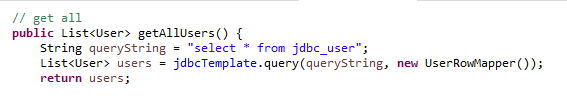 // get all
public List<User> getAllUsers() {
    String queryString = "select * from jdbc_user";
    List<User> users = jdbcTemplate.query(queryString, new UserRowMapper());
    return users;